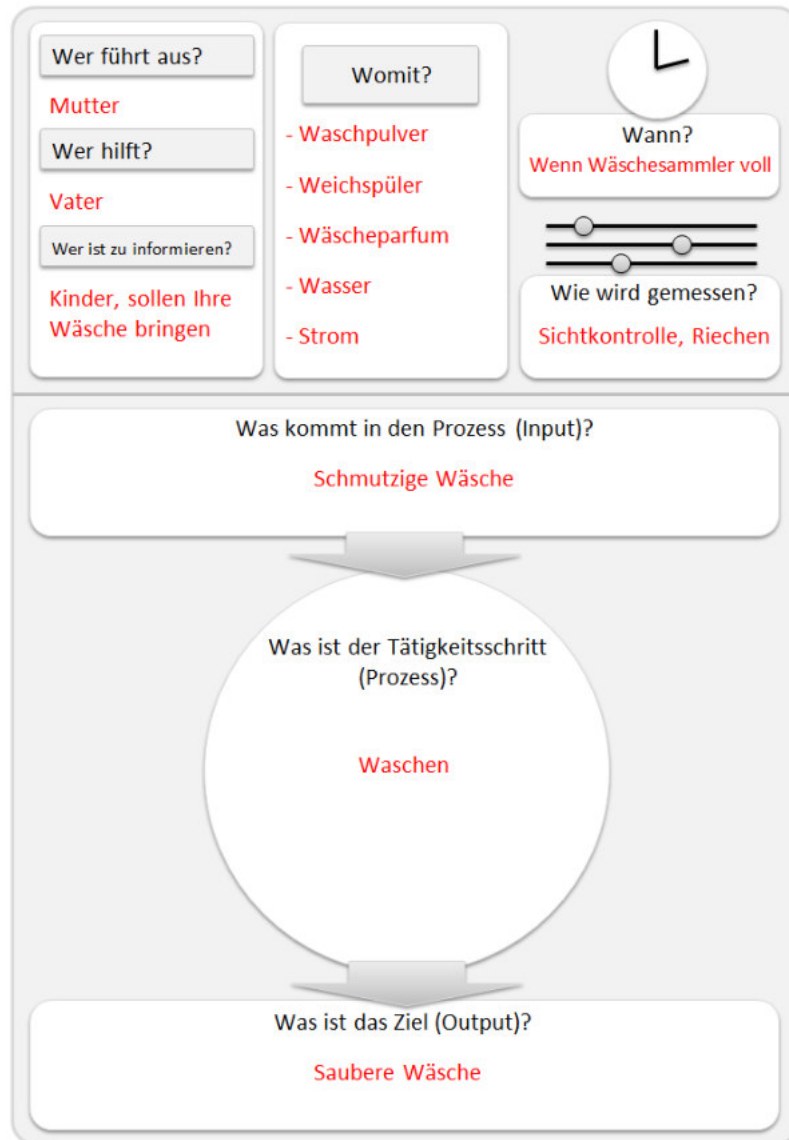 Wer führt aus?
Mutter
Wer hilft?
Vater
Wer ist zu informieren?
Kinder, sollen Ihre
Wäsche bringen
Womit?
- Waschpulver
- Weichspüler
- Wäscheparfum
- Wasser
- Strom
Wann?
Wenn Wäschesammler voll
Wie wird gemessen?
Sichtkontrolle, Riechen
Was kommt in den Prozess (Input)?
Schmutzige Wäsche
Was ist der Tätigkeitsschritt
(Prozess)?
Waschen
Was ist das Ziel (Output)?
Saubere Wäsche